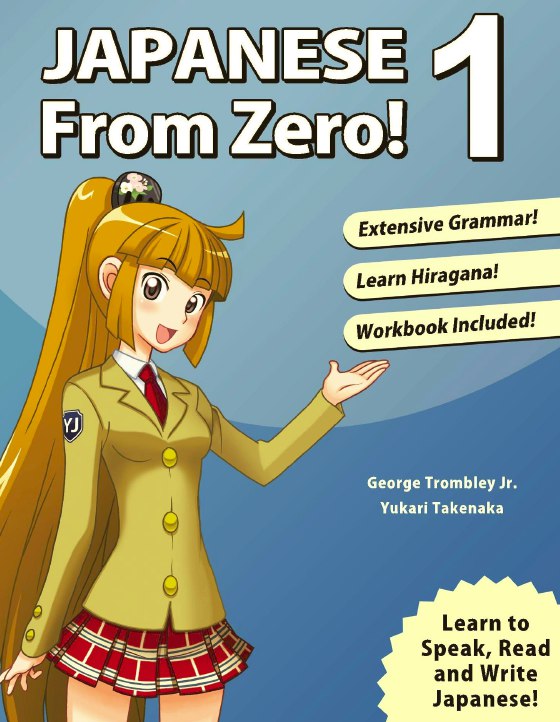 JAPANESE 1
From Zero!
Extensive Grammar!
Learn Hiragana!
Workbook Included!
YJ
George Trombley Jr.
Yukari Takenaka
Learn to
Speak, Read
and Write
Japanese!